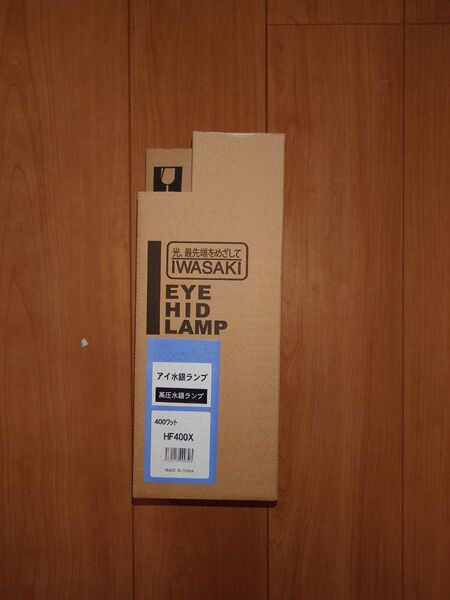 光、最先端をめざして
IWASAKI
EYE
HID
LAMP
アイ水銀ランプ
高圧水銀ランプ
400ワット
HF400X
MADE IN CHINA